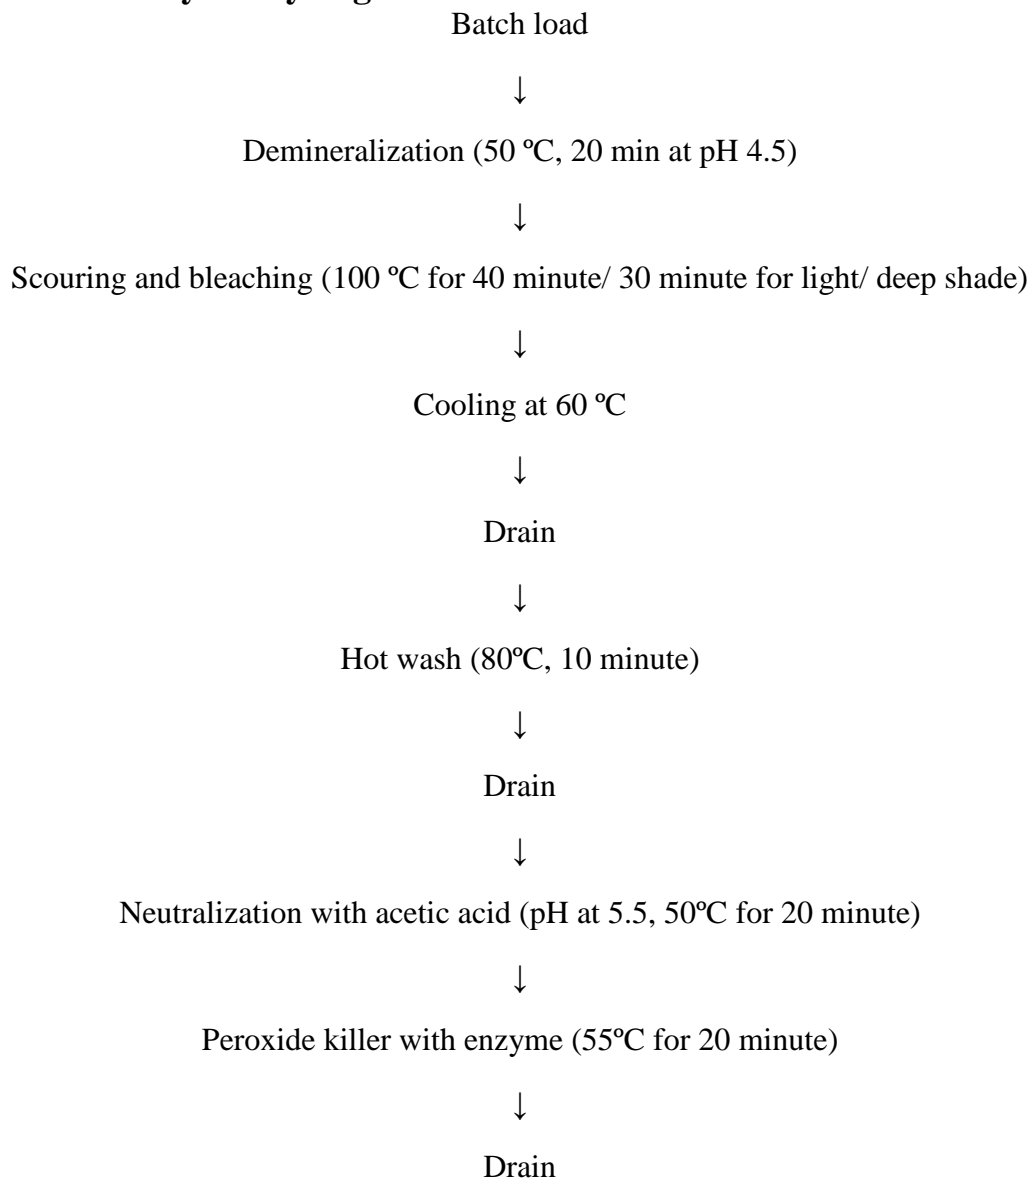 Batch load
↓
Demineralization (50 ºC, 20 min at pH 4.5)
↓
Scouring and bleaching (100 ºC for 40 minute/ 30 minute for light/ deep shade)
↓
Cooling at 60 ºC
↓
Drain
↓
Hot wash (80ºC, 10 minute)
↓
Drain
↓
Neutralization with acetic acid (pH at 5.5, 50ºC for 20 minute)
↓
Peroxide killer with enzyme (55ºC for 20 minute)
↓
Drain